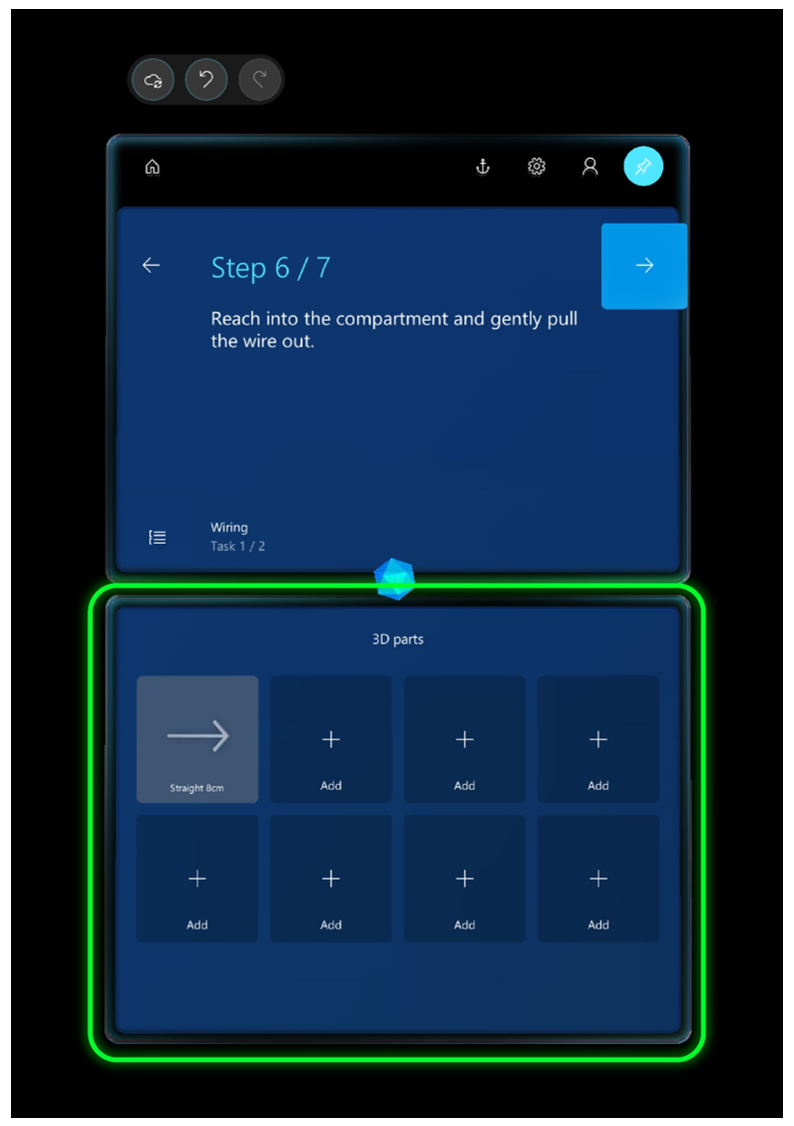 Step 6 / 7
Reach into the compartment and gently pull
the wire out.
Wiring
Task 1 / 2
3D parts
Straight 8cm
Add
Add
Add
Add
Add
Add
Add